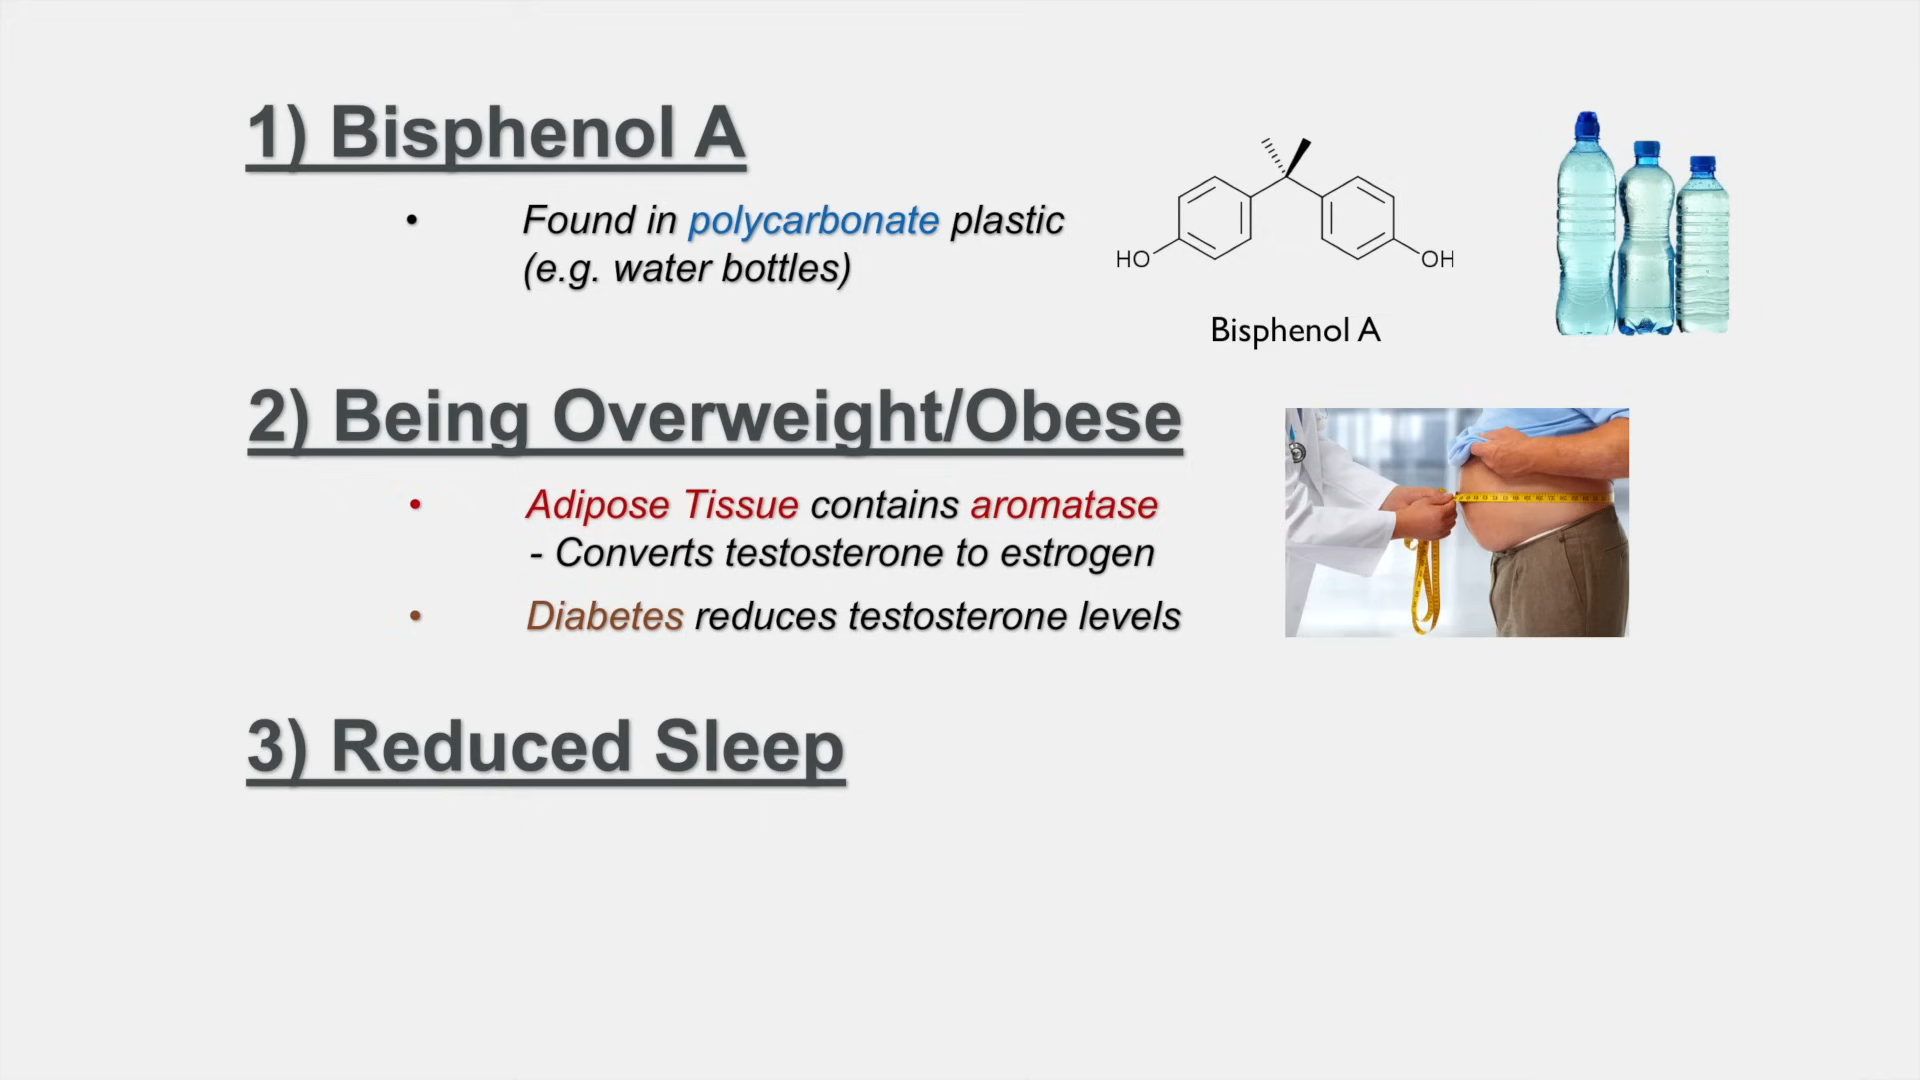 1) Bisphenol A
• Found in polycarbonate plastic
(e.g. water bottles)
HO
OH
Bisphenol A
2) Being Overweight/Obese
• Adipose Tissue contains aromatase
- Converts testosterone to estrogen
• Diabetes reduces testosterone levels
3) Reduced Sleep